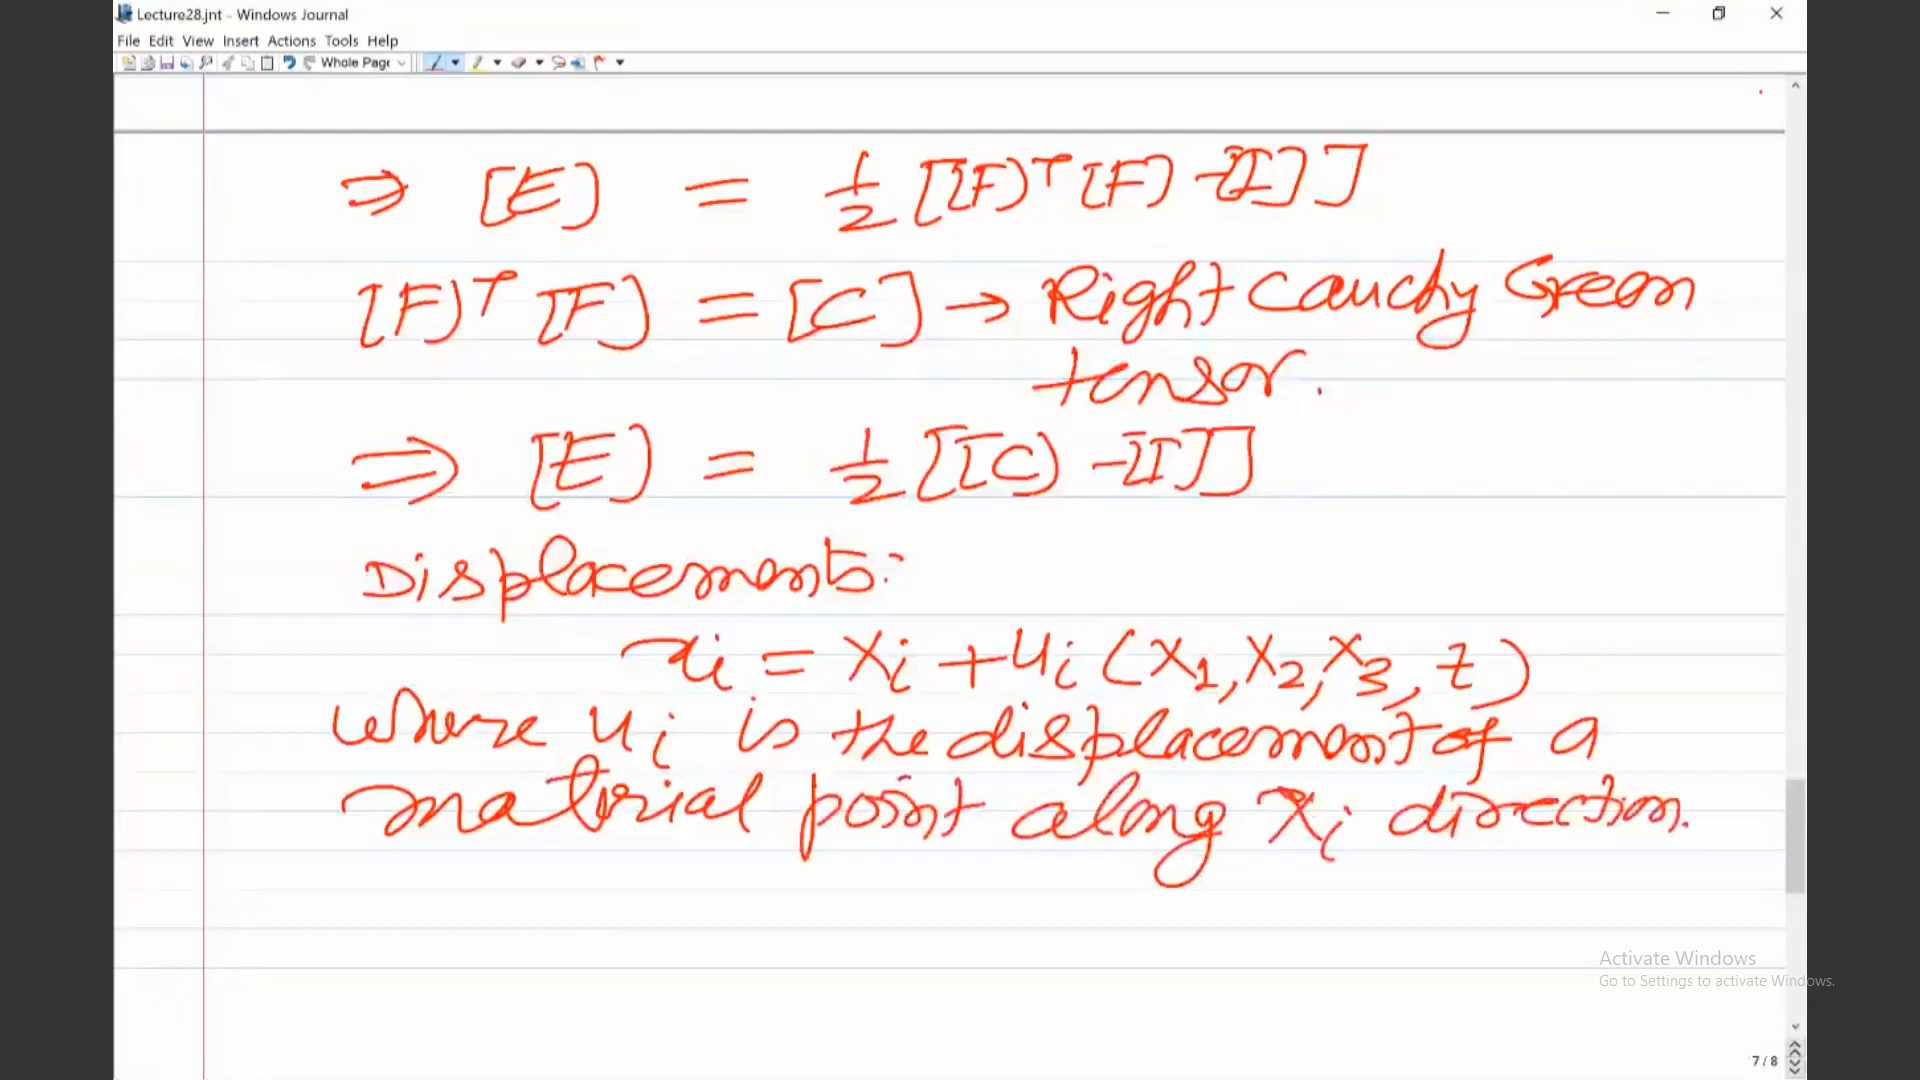 Lecture28.jnt - Windows Journal
File Edit View Insert Actions Tools Help
Whole Page
⇒ [E] = 1/2 [[F]ᵀ[F] - [I]]
[F]ᵀ [F] = [C] → Right Cauchy Green
tensor.
⇒ [E] = 1/2 [[C] - [I]]
Displacements:
xᵢ = Xᵢ + uᵢ (X₁, X₂, X₃, t)
where uᵢ is the displacement of a
material point along xᵢ direction.
Activate Windows
Go to Settings to activate Windows.
7 / 8